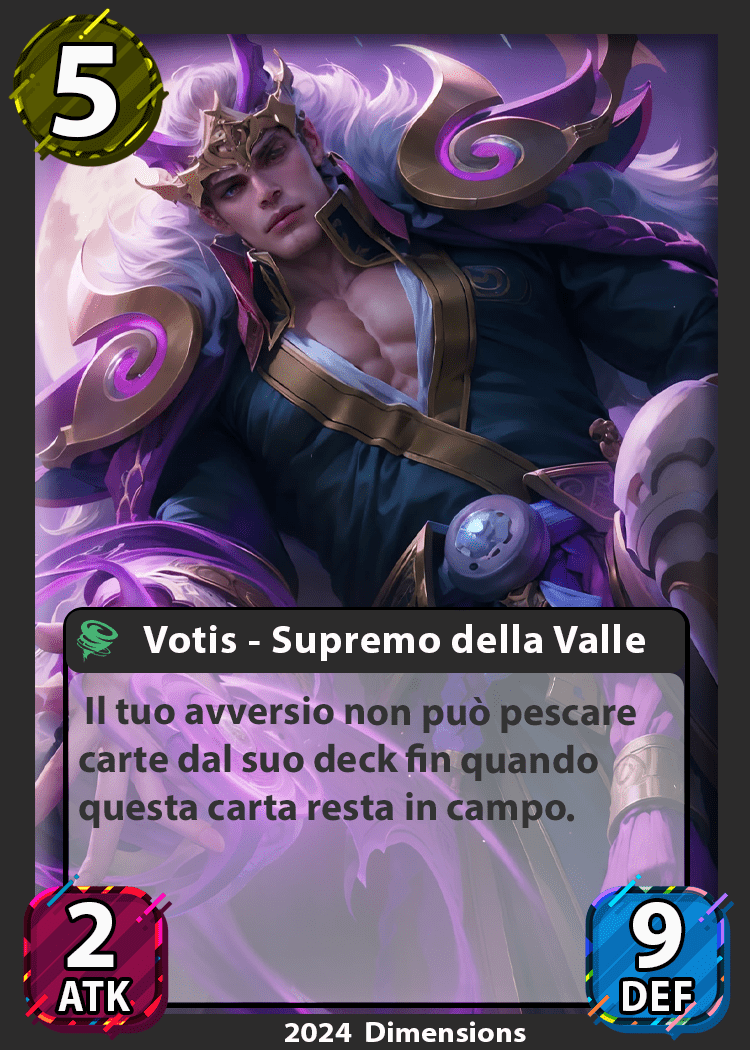 5
Votis - Supremo della Valle
Il tuo avversio non può pescare
carte dal suo deck fin quando
questa carta resta in campo.
2
ATK
9
DEF
2024 Dimensions